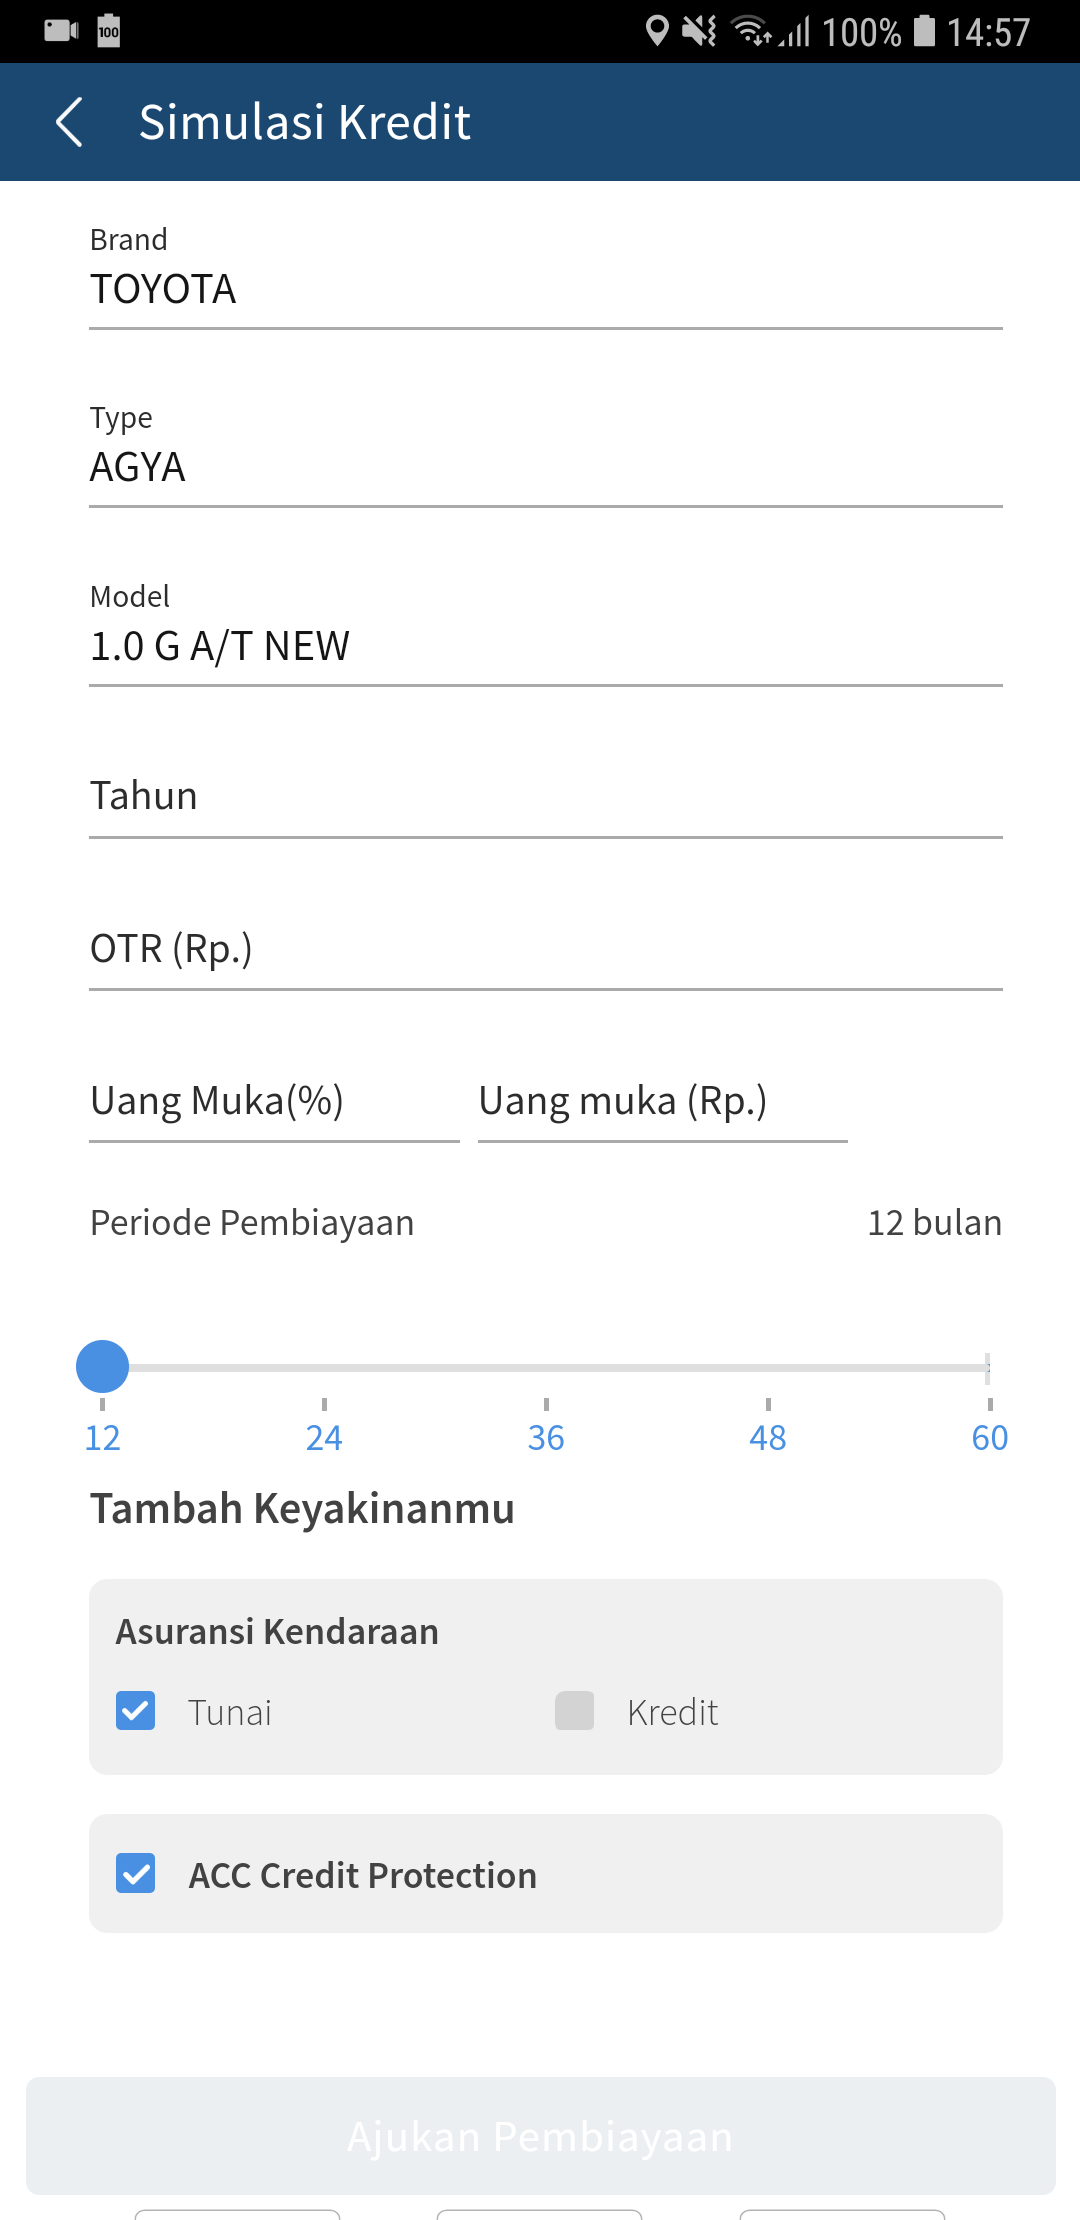 100 100% 14:57
Simulasi Kredit
Brand
TOYOTA
Type
AGYA
Model
1.0 G A/T NEW
Tahun
OTR (Rp.)
Uang Muka(%) Uang muka (Rp.)
Periode Pembiayaan 12 bulan
12 24 36 48 60
Tambah Keyakinanmu
Asuransi Kendaraan
Tunai Kredit
ACC Credit Protection
Ajukan Pembiayaan